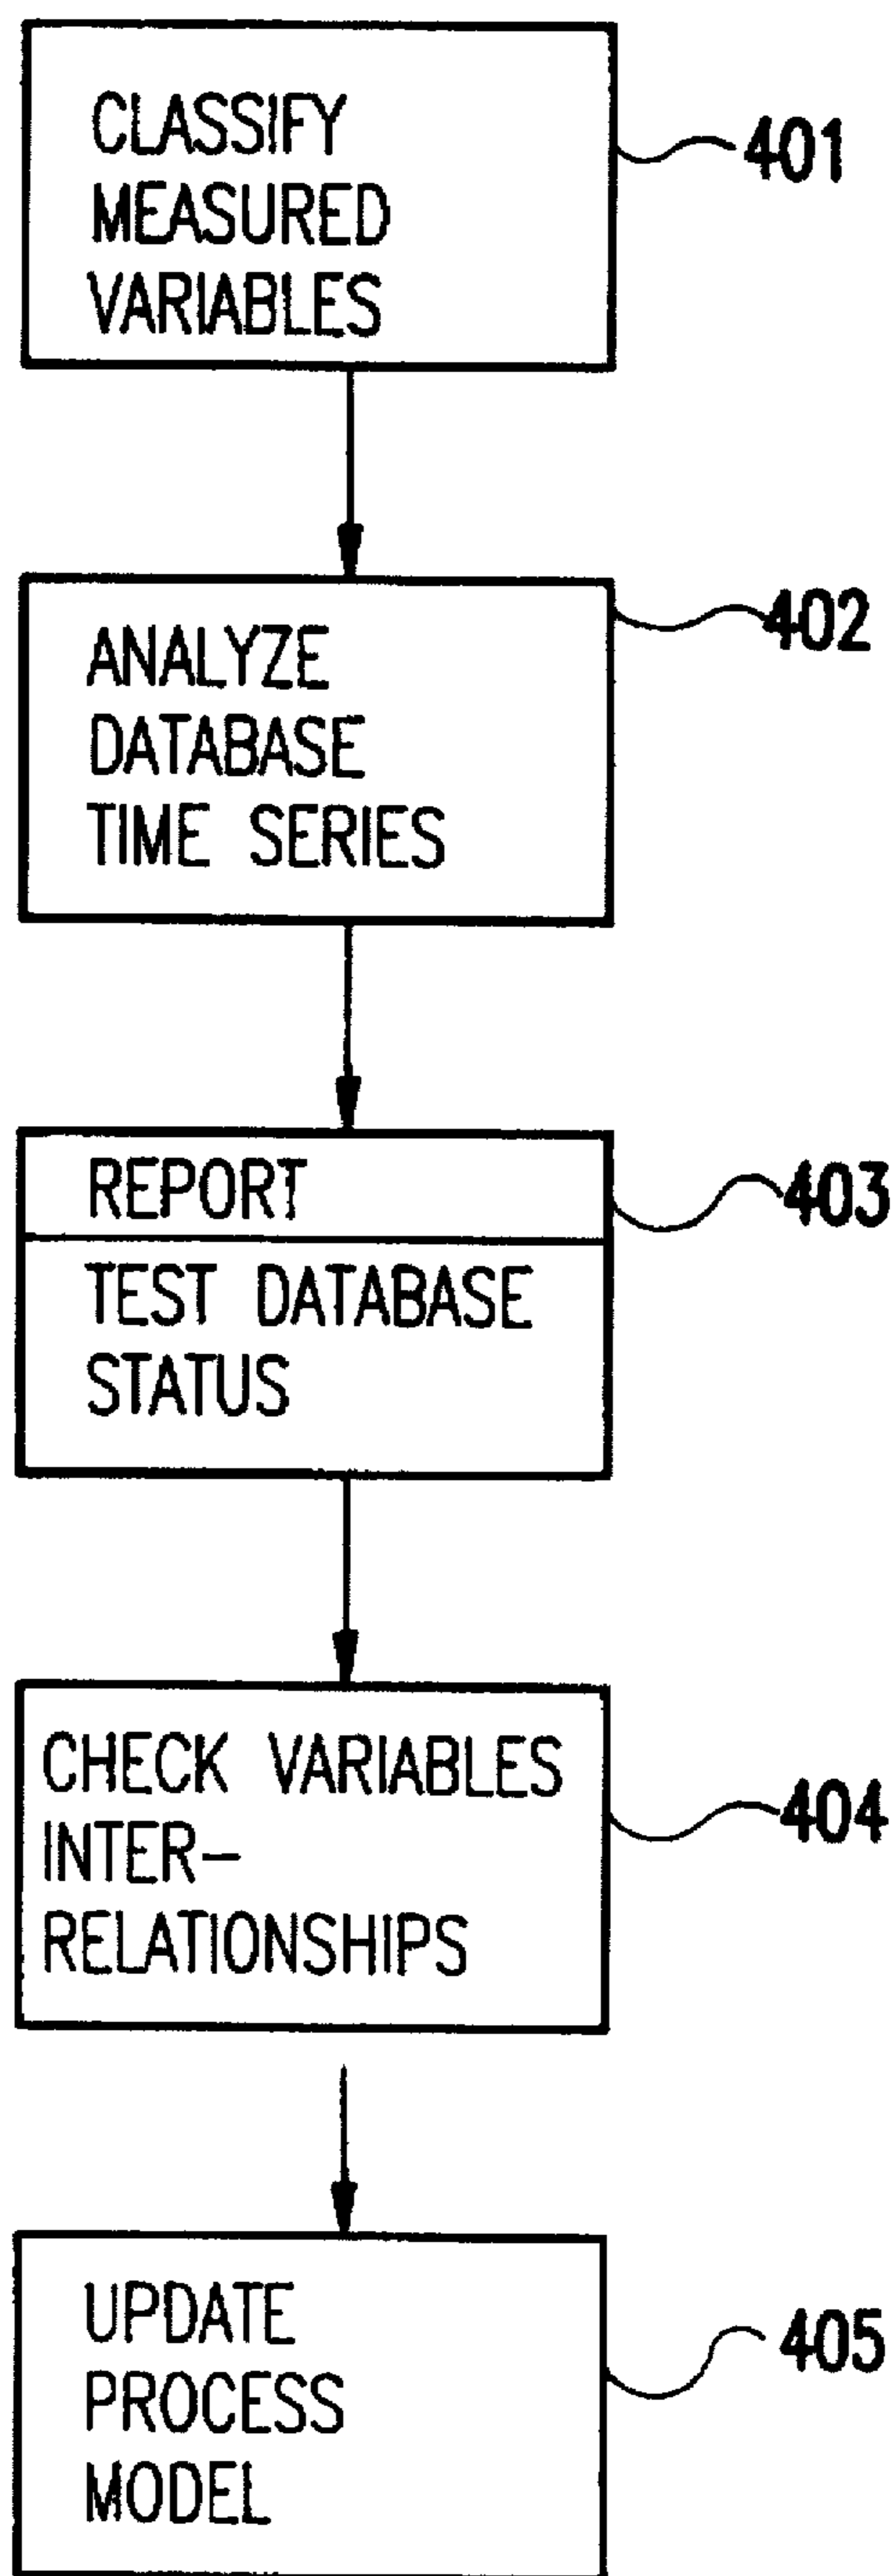 CLASSIFY
MEASURED
VARIABLES
401
ANALYZE
DATABASE
TIME SERIES
402
REPORT
403
TEST DATABASE
STATUS
CHECK VARIABLES
INTER-
RELATIONSHIPS
404
UPDATE
PROCESS
MODEL
405